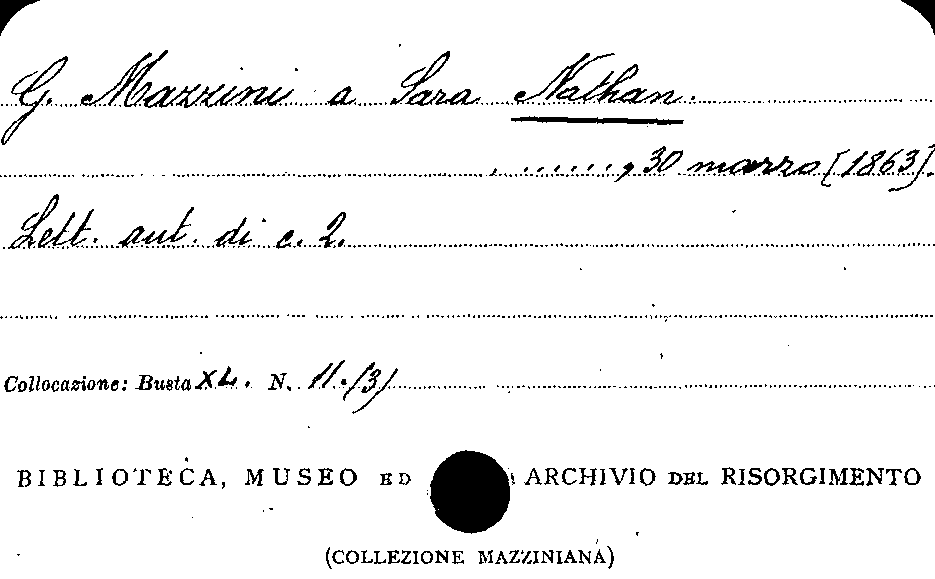 G. Mazzini a Sara Nathan.
. ......, 30 marzo [1863].
Lett. aut. di c. 2.
Collocazione: Busta XL. N. 11./3/
BIBLIOTECA, MUSEO ED ARCHIVIO DEL RISORGIMENTO
(COLLEZIONE MAZZINIANA)